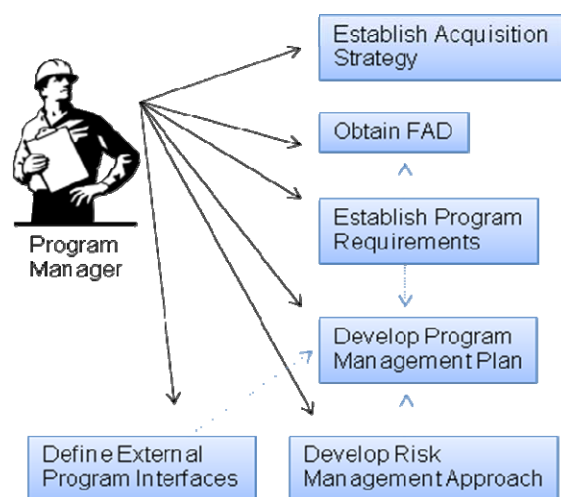 Establish Acquisition
Strategy
Obtain FAD
Establish Program
Requirements
Program
Manager
Develop Program
Management Plan
Define External
Program Interfaces
Develop Risk
Management Approach